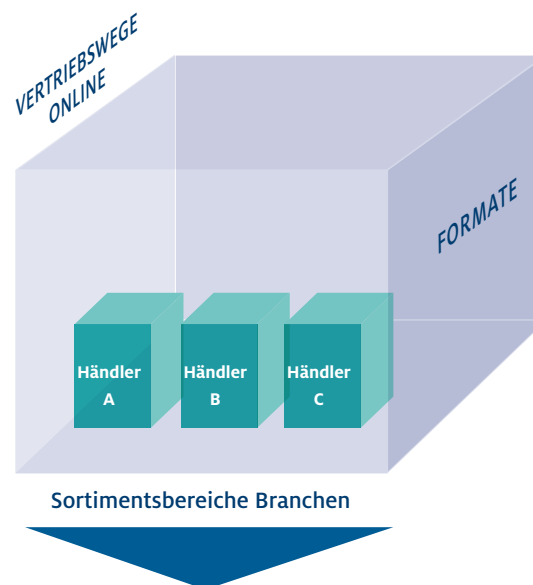 VERTRIEBSWEGE
ONLINE
FORMATE
Händler
A
Händler
B
Händler
C
Sortimentsbereiche Branchen